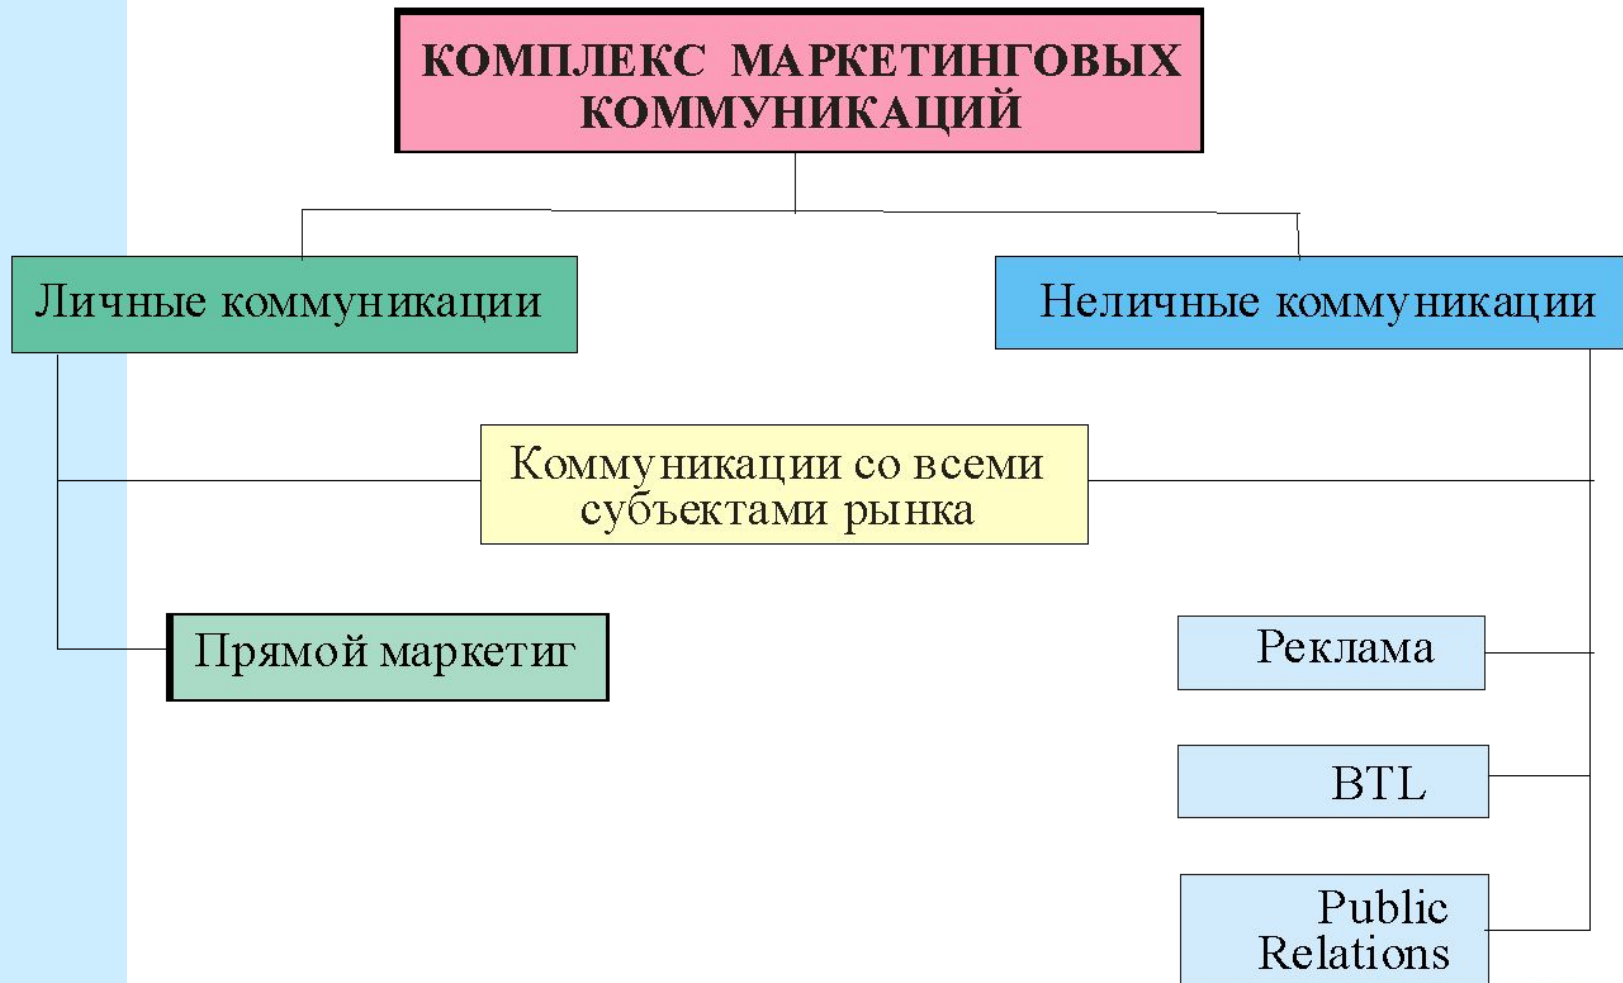 КОМПЛЕКС МАРКЕТИНГОВЫХ
КОММУНИКАЦИЙ
Личные коммуникации
Неличные коммуникации
Коммуникации со всеми
субъектами рынка
Прямой маркетиг
Реклама
BTL
Public
Relations